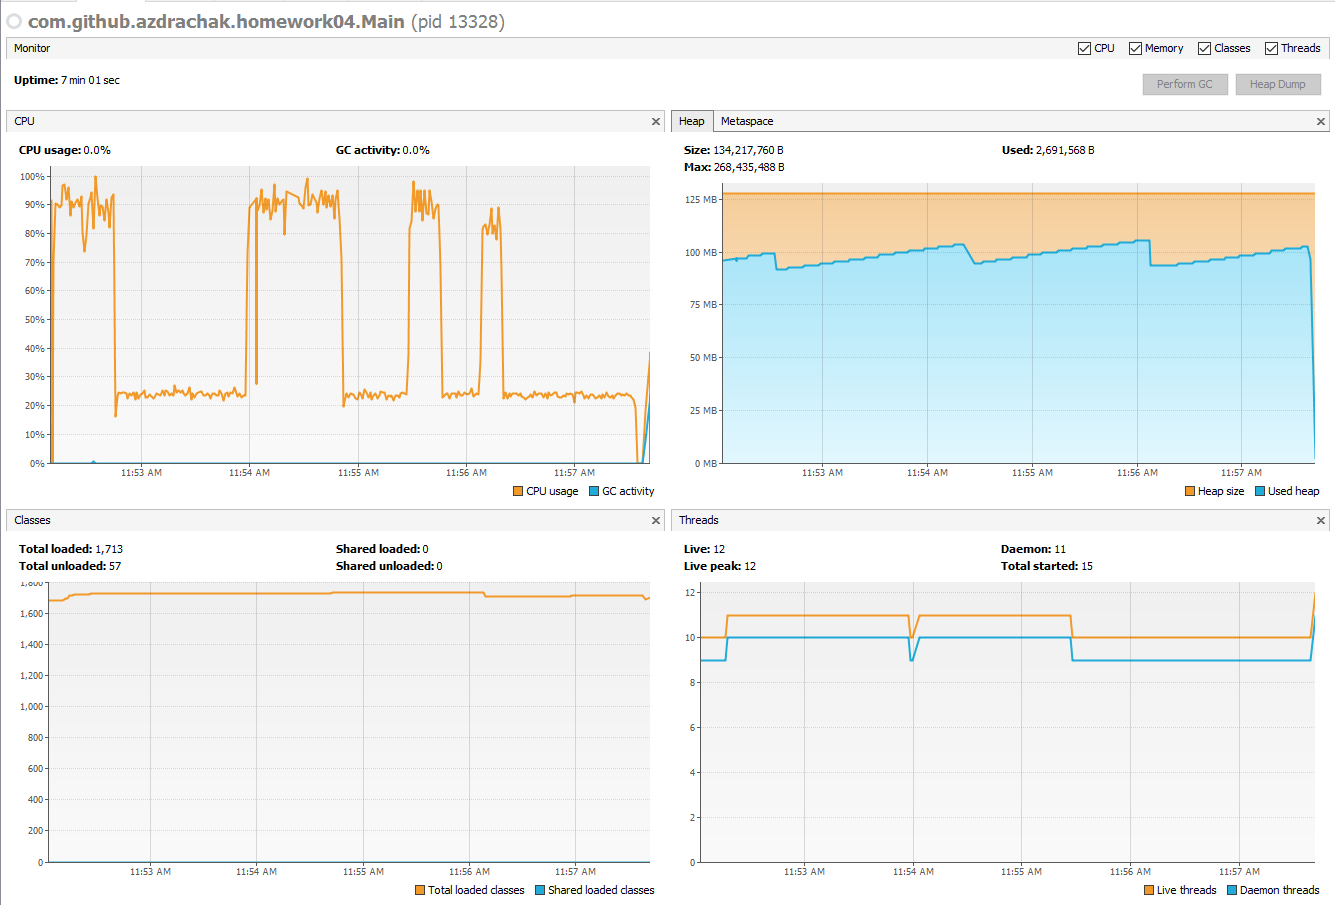 com.github.azdrachak.homework04.Main (pid 13328)
Monitor
CPU Memory Classes Threads
Uptime: 7 min 01 sec
Perform GC Heap Dump
CPU
CPU usage: 0.0% GC activity: 0.0%
100%
90%
80%
70%
60%
50%
40%
30%
20%
10%
0%
11:53 AM 11:54 AM 11:55 AM 11:56 AM 11:57 AM
CPU usage GC activity
Heap Metaspace
Size: 134,217,760 B Used: 2,691,568 B
Max: 268,435,488 B
125 MB
100 MB
75 MB
50 MB
25 MB
0 MB
11:53 AM 11:54 AM 11:55 AM 11:56 AM 11:57 AM
Heap size Used heap
Classes
Total loaded: 1,713 Shared loaded: 0
Total unloaded: 57 Shared unloaded: 0
1,800
1,600
1,400
1,200
1,000
800
600
400
200
0
11:53 AM 11:54 AM 11:55 AM 11:56 AM 11:57 AM
Total loaded classes Shared loaded classes
Threads
Live: 12 Daemon: 11
Live peak: 12 Total started: 15
12
10
8
6
4
2
0
11:53 AM 11:54 AM 11:55 AM 11:56 AM 11:57 AM
Live threads Daemon threads